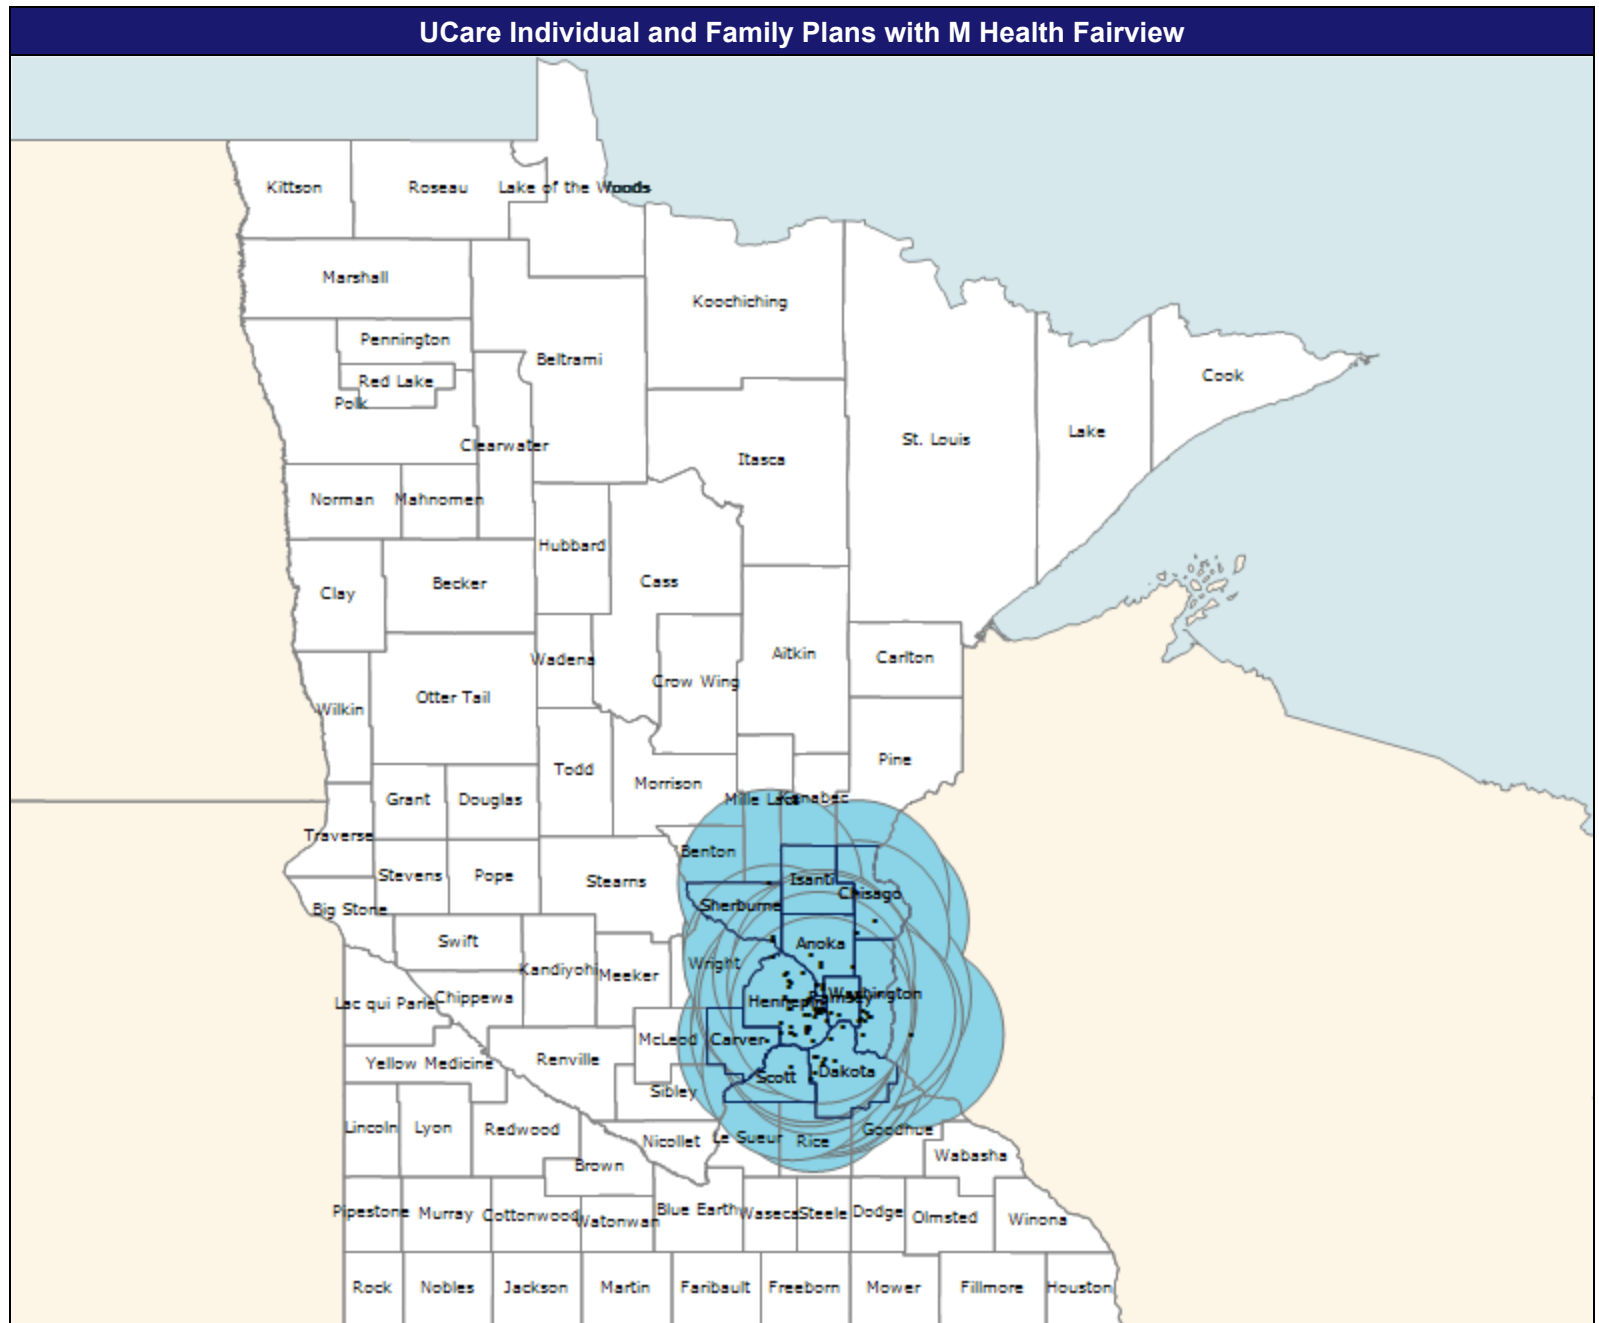 UCare Individual and Family Plans with M Health Fairview
Kittson
Roseau
Lake of the Woods
Marshall
Koochiching
Pennington
Beltrami
Red Lake
Polk
Cook
Lake
St. Louis
Clearwater
Itasca
Norman
Mahnomen
Hubbard
Cass
Becker
Clay
Aitkin
Carlton
Wadena
Crow Wing
Otter Tail
Wilkin
Pine
Todd
Morrison
Grant
Douglas
Mille Lacs
Kanabec
Traverse
Benton
Stevens
Pope
Stearns
Isanti
Chisago
Big Stone
Sherburne
Swift
Anoka
Kandiyohi
Meeker
Wright
Lac qui Parle
Chippewa
Hennepin
Ramsey
Washington
McLeod
Carver
Yellow Medicine
Renville
Scott
Dakota
Sibley
Lincoln
Lyon
Redwood
Nicollet
Le Sueur
Rice
Goodhue
Wabasha
Brown
Pipestone
Murray
Cottonwood
Watonwan
Blue Earth
Waseca
Steele
Dodge
Olmsted
Winona
Rock
Nobles
Jackson
Martin
Faribault
Freeborn
Mower
Fillmore
Houston